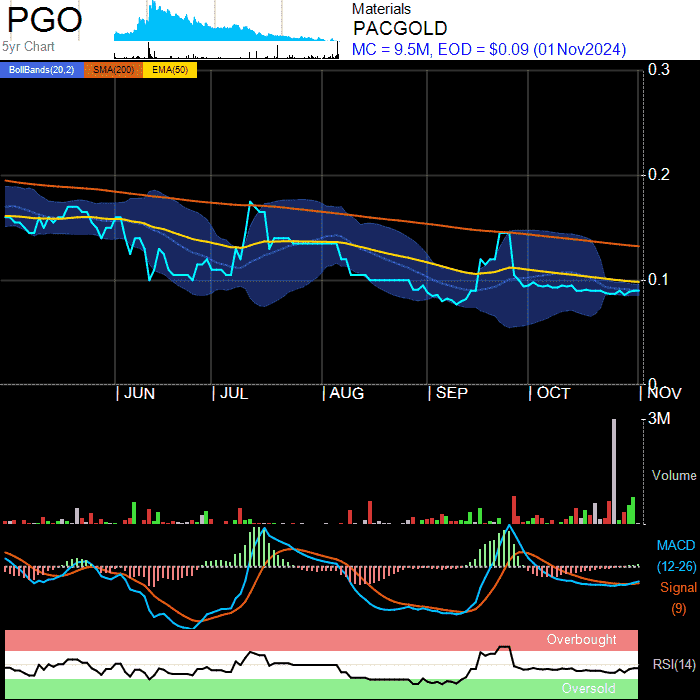 PGO
5yr Chart
Materials
PACGOLD
MC = 9.5M, EOD = $0.09 (01Nov2024)
BollBands(20,2) SMA(200) EMA(50)
0.3
0.2
0.1
0
JUN JUL AUG SEP OCT NOV
3M
Volume
MACD
(12-26)
Signal
(9)
Overbought
RSI(14)
Oversold